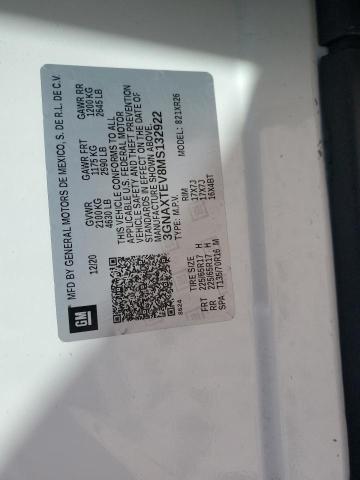 GM
MFD BY GENERAL MOTORS DE MEXICO, S. DE R.L. DE C.V.
12/20 GVWR GAWR FRT GAWR RR
2100 KG 1175 KG 1200 KG
4630 LB 2590 LB 2645 LB
THIS VEHICLE CONFORMS TO ALL
APPLICABLE U.S. FEDERAL MOTOR
VEHICLE SAFETY AND THEFT PREVENTION
STANDARDS IN EFFECT ON THE DATE OF
MANUFACTURE SHOWN ABOVE.
3GNAXTEV8MS132922
TYPE: M.P.V. MODEL: 821XR26
8824
TIRE SIZE RIM
FRT 225/65R17 H 17X7J
RR 225/65R17 H 17X7J
SPA T135/70R16 M 16X4BT